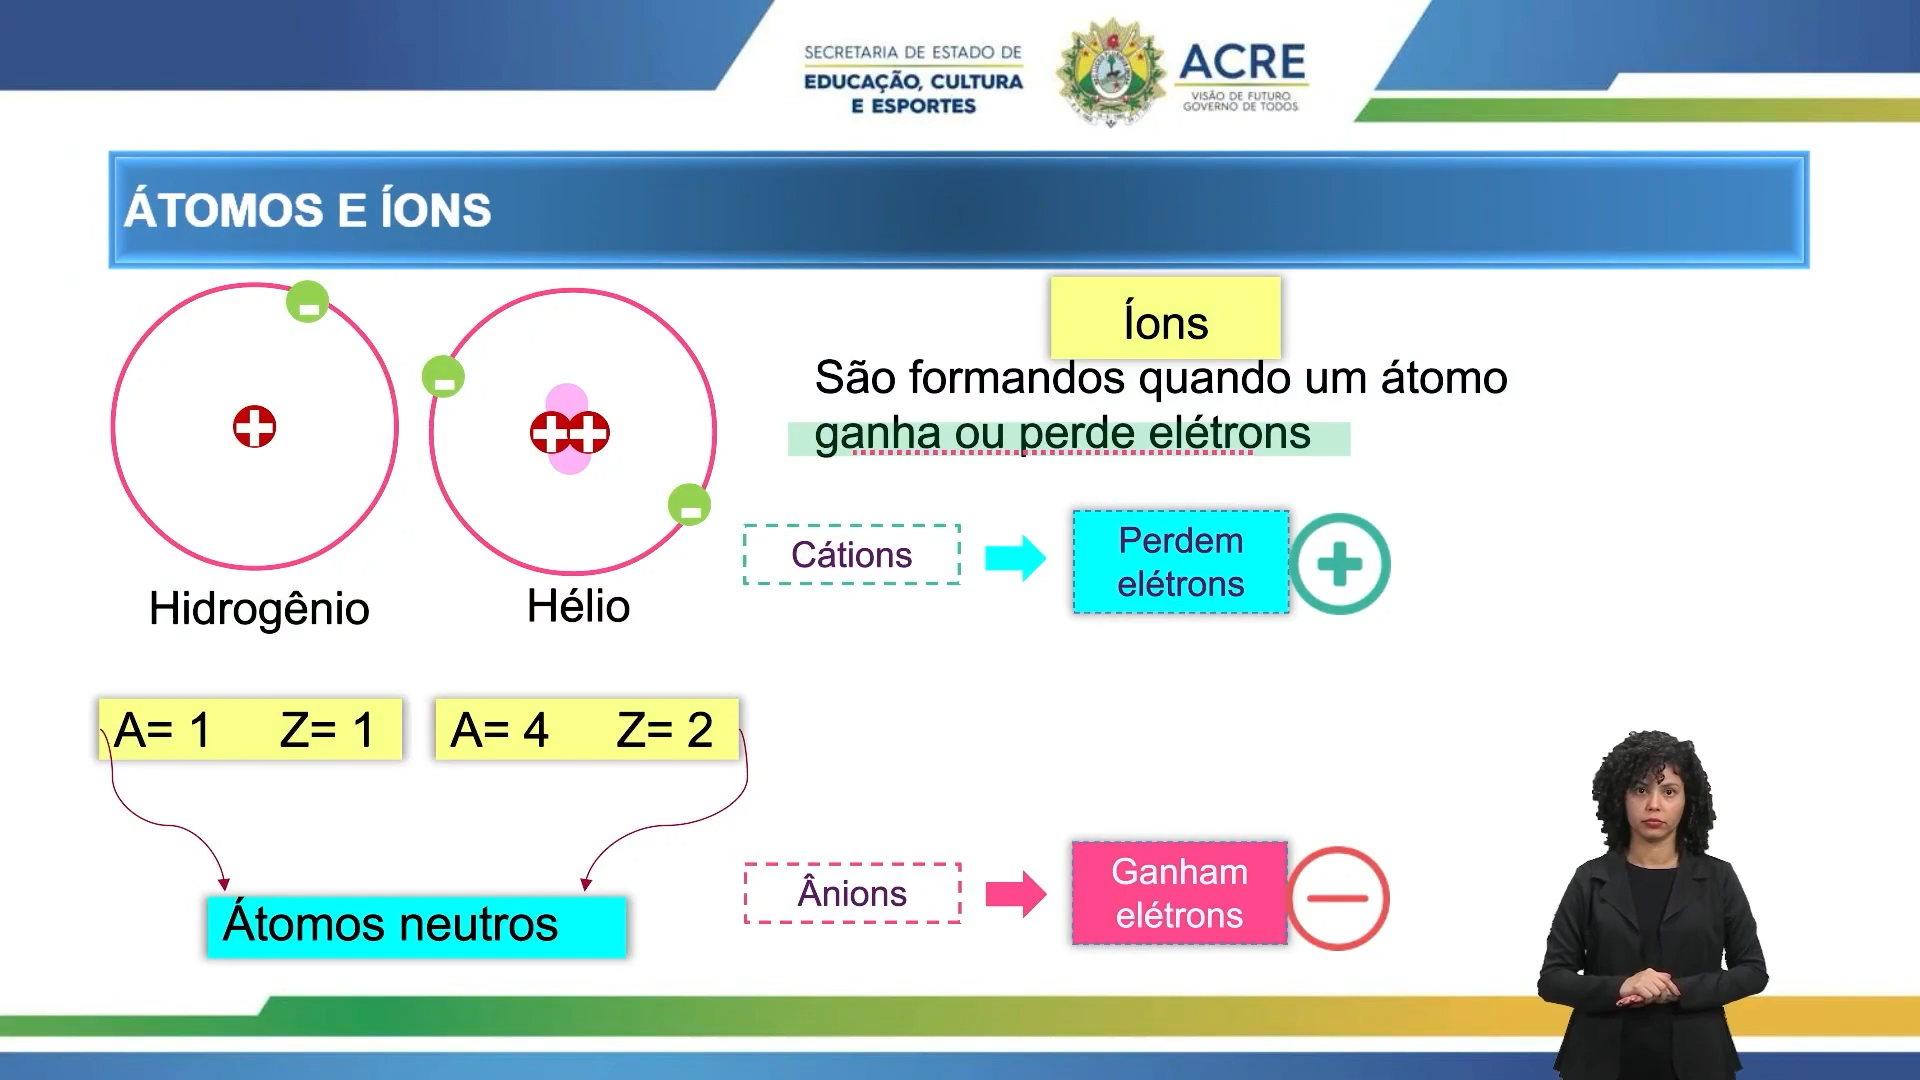 SECRETARIA DE ESTADO DE
EDUCAÇÃO, CULTURA
E ESPORTES
ACRE
VISÃO DE FUTURO,
GOVERNO DE TODOS
ÁTOMOS E ÍONS
Íons
São formandos quando um átomo
ganha ou perde elétrons
Hidrogênio
Hélio
Cátions
Perdem
elétrons
A= 1 Z= 1
A= 4 Z= 2
Átomos neutros
Ânions
Ganham
elétrons